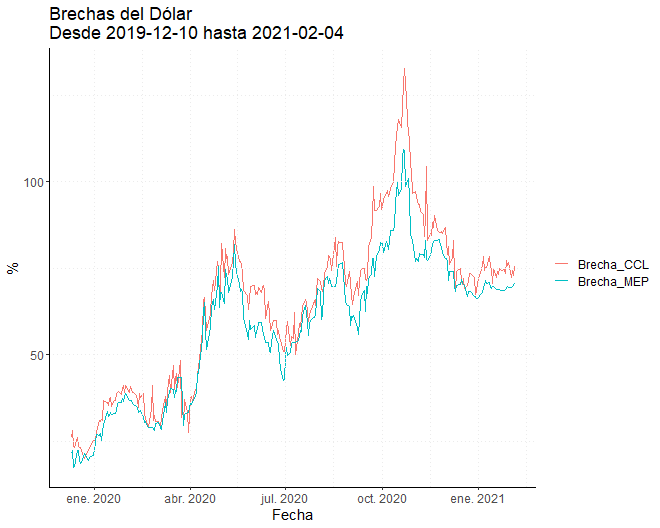 Brechas del Dólar
Desde 2019-12-10 hasta 2021-02-04
%
100
50
ene. 2020
abr. 2020
jul. 2020
oct. 2020
ene. 2021
Fecha
Brecha_CCL
Brecha_MEP